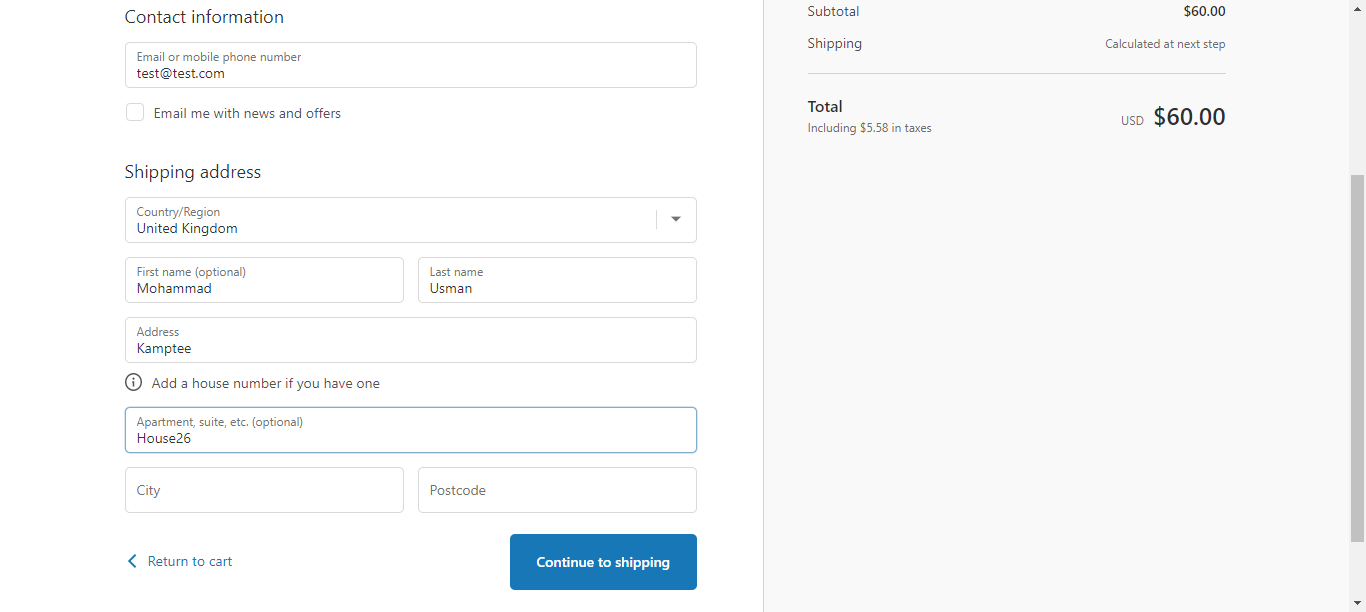 Contact information
Email or mobile phone number
test@test.com
Email me with news and offers
Shipping address
Country/Region
United Kingdom
First name (optional)
Mohammad
Last name
Usman
Address
Kamptee
Add a house number if you have one
Apartment, suite, etc. (optional)
House26
City
Postcode
Return to cart
Continue to shipping
Subtotal $60.00
Shipping Calculated at next step
Total
Including $5.58 in taxes
USD $60.00